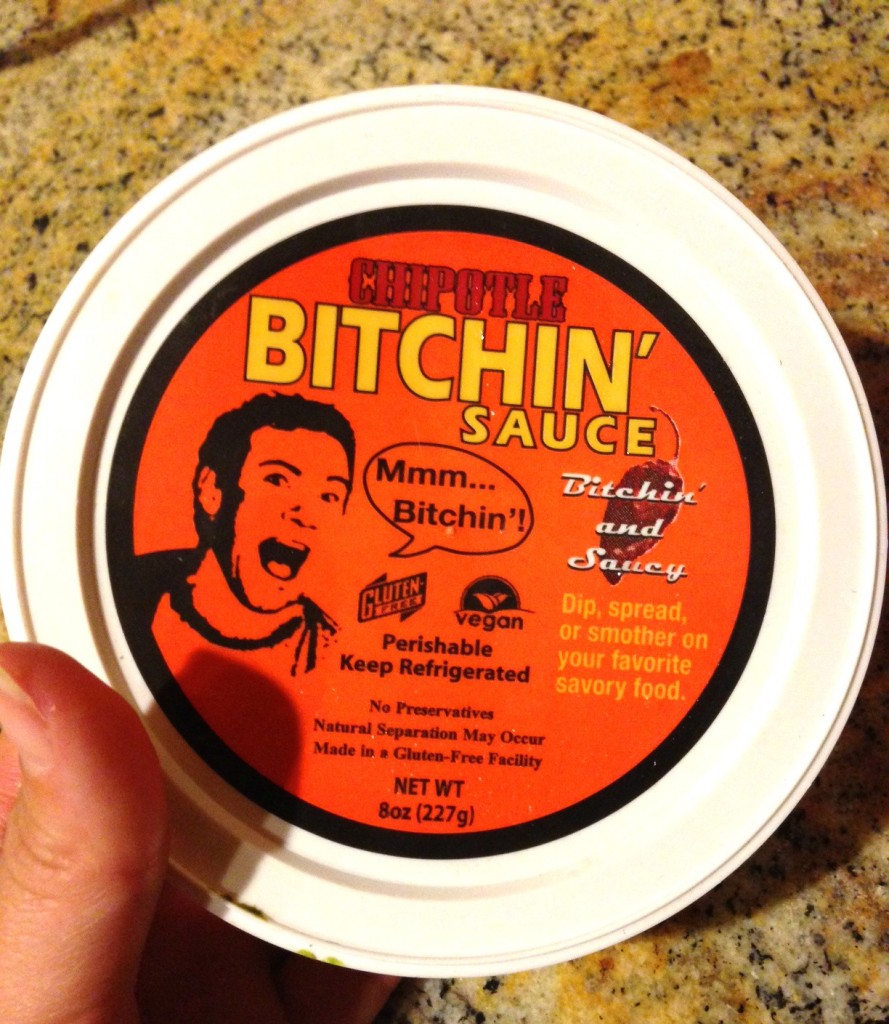 CHIPOTLE
BITCHIN'
SAUCE
Mmm...
Bitchin'!
Bitchin'
and
Saucy
GLUTEN-
FREE
vegan
Dip, spread,
or smother on
your favorite
savory food.
Perishable
Keep Refrigerated
No Preservatives
Natural Separation May Occur
Made in a Gluten-Free Facility
NET WT
8oz (227g)